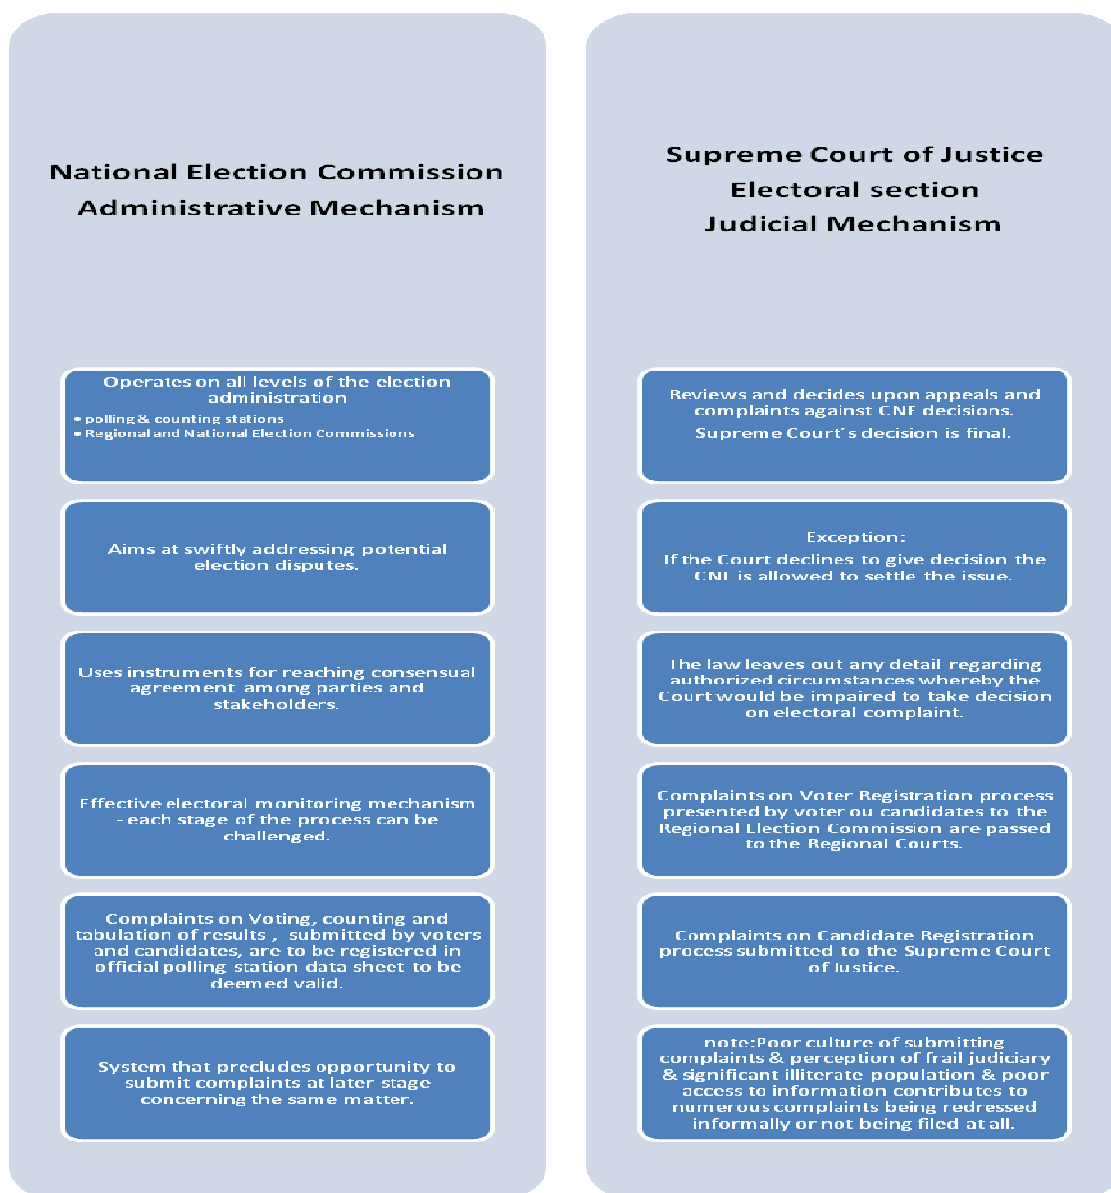 National Election Commission
Administrative Mechanism
Operates on all levels of the election
administration
• polling & counting stations
• Regional and National Election Commissions
Aims at swiftly addressing potential
election disputes.
Uses instruments for reaching consensual
agreement among parties and
stakeholders.
Effective electoral monitoring mechanism
- each stage of the process can be
challenged.
Complaints on Voting, counting and
tabulation of results , submitted by voters
and candidates, are to be registered in
official polling station data sheet to be
deemed valid.
System that precludes opportunity to
submit complaints at later stage
concerning the same matter.
Supreme Court of Justice
Electoral section
Judicial Mechanism
Reviews and decides upon appeals and
complaints against CNE decisions.
Supreme Court´s decision is final.
Exception:
If the Court declines to give decision the
CNE is allowed to settle the issue.
The law leaves out any detail regarding
authorized circumstances whereby the
Court would be impaired to take decision
on electoral complaint.
Complaints on Voter Registration process
presented by voter ou candidates to the
Regional Election Commission are passed
to the Regional Courts.
Complaints on Candidate Registration
process submitted to the Supreme Court
of Justice.
note:Poor culture of submitting
complaints & perception of frail judiciary
& significant illiterate population & poor
access to information contributes to
numerous complaints being redressed
informally or not being filed at all.